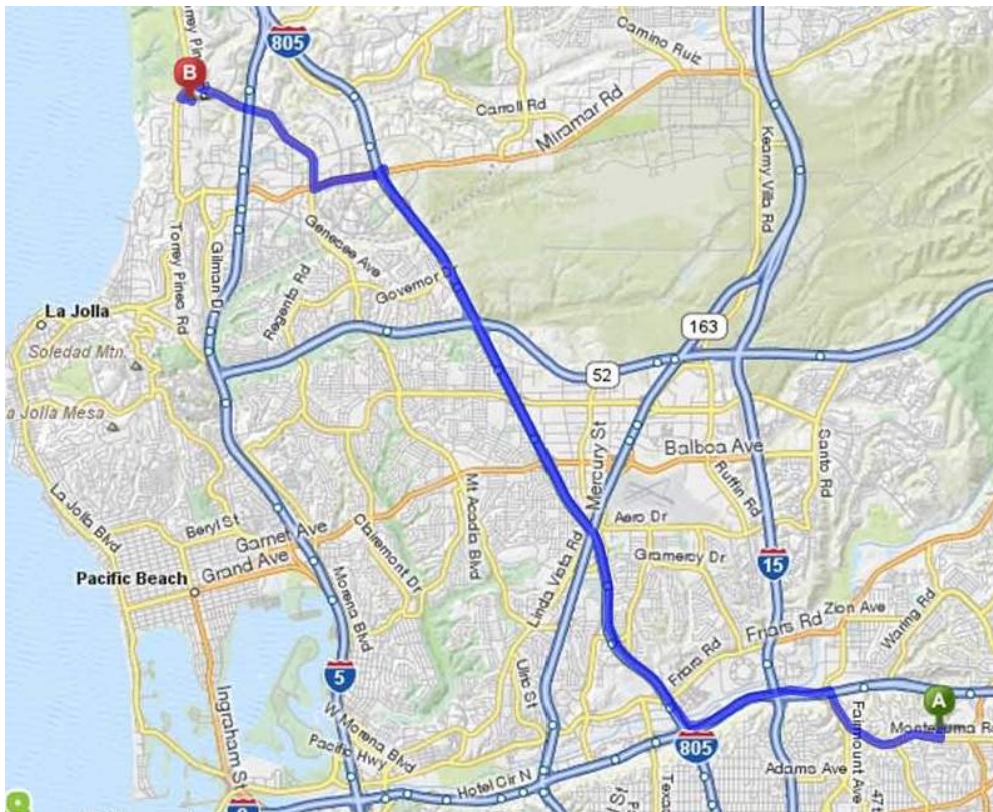 Torrey Pines
805
B
Camino Ruiz
Carroll Rd
Miramar Rd
Kearny Villa Rd
Torrey Pines Rd
Gilman D
Genesee Ave
Governor
Regents Rd
La Jolla
Soledad Mtn.
163
52
a Jolla Mesa
Mercury St
Balboa Ave
Santo Rd
Ruffin Rd
La Jolla Blvd
Beryl St
Garnet Ave
Grand Ave
Clairemont Dr
Mt Acadia Blvd
Aero Dr
Gramercy Dr
Linda Vista Rd
Pacific Beach
Morena Blvd
15
Zion Ave
Friars Rd
Waring Rd
Friars Rd
Ulric St
5
A
Montezuma R
Fairmount Ave
805
Ingraham St
W Morena Blvd
Pacific Hwy
Hotel Cir N
Adams Ave
Texas
47